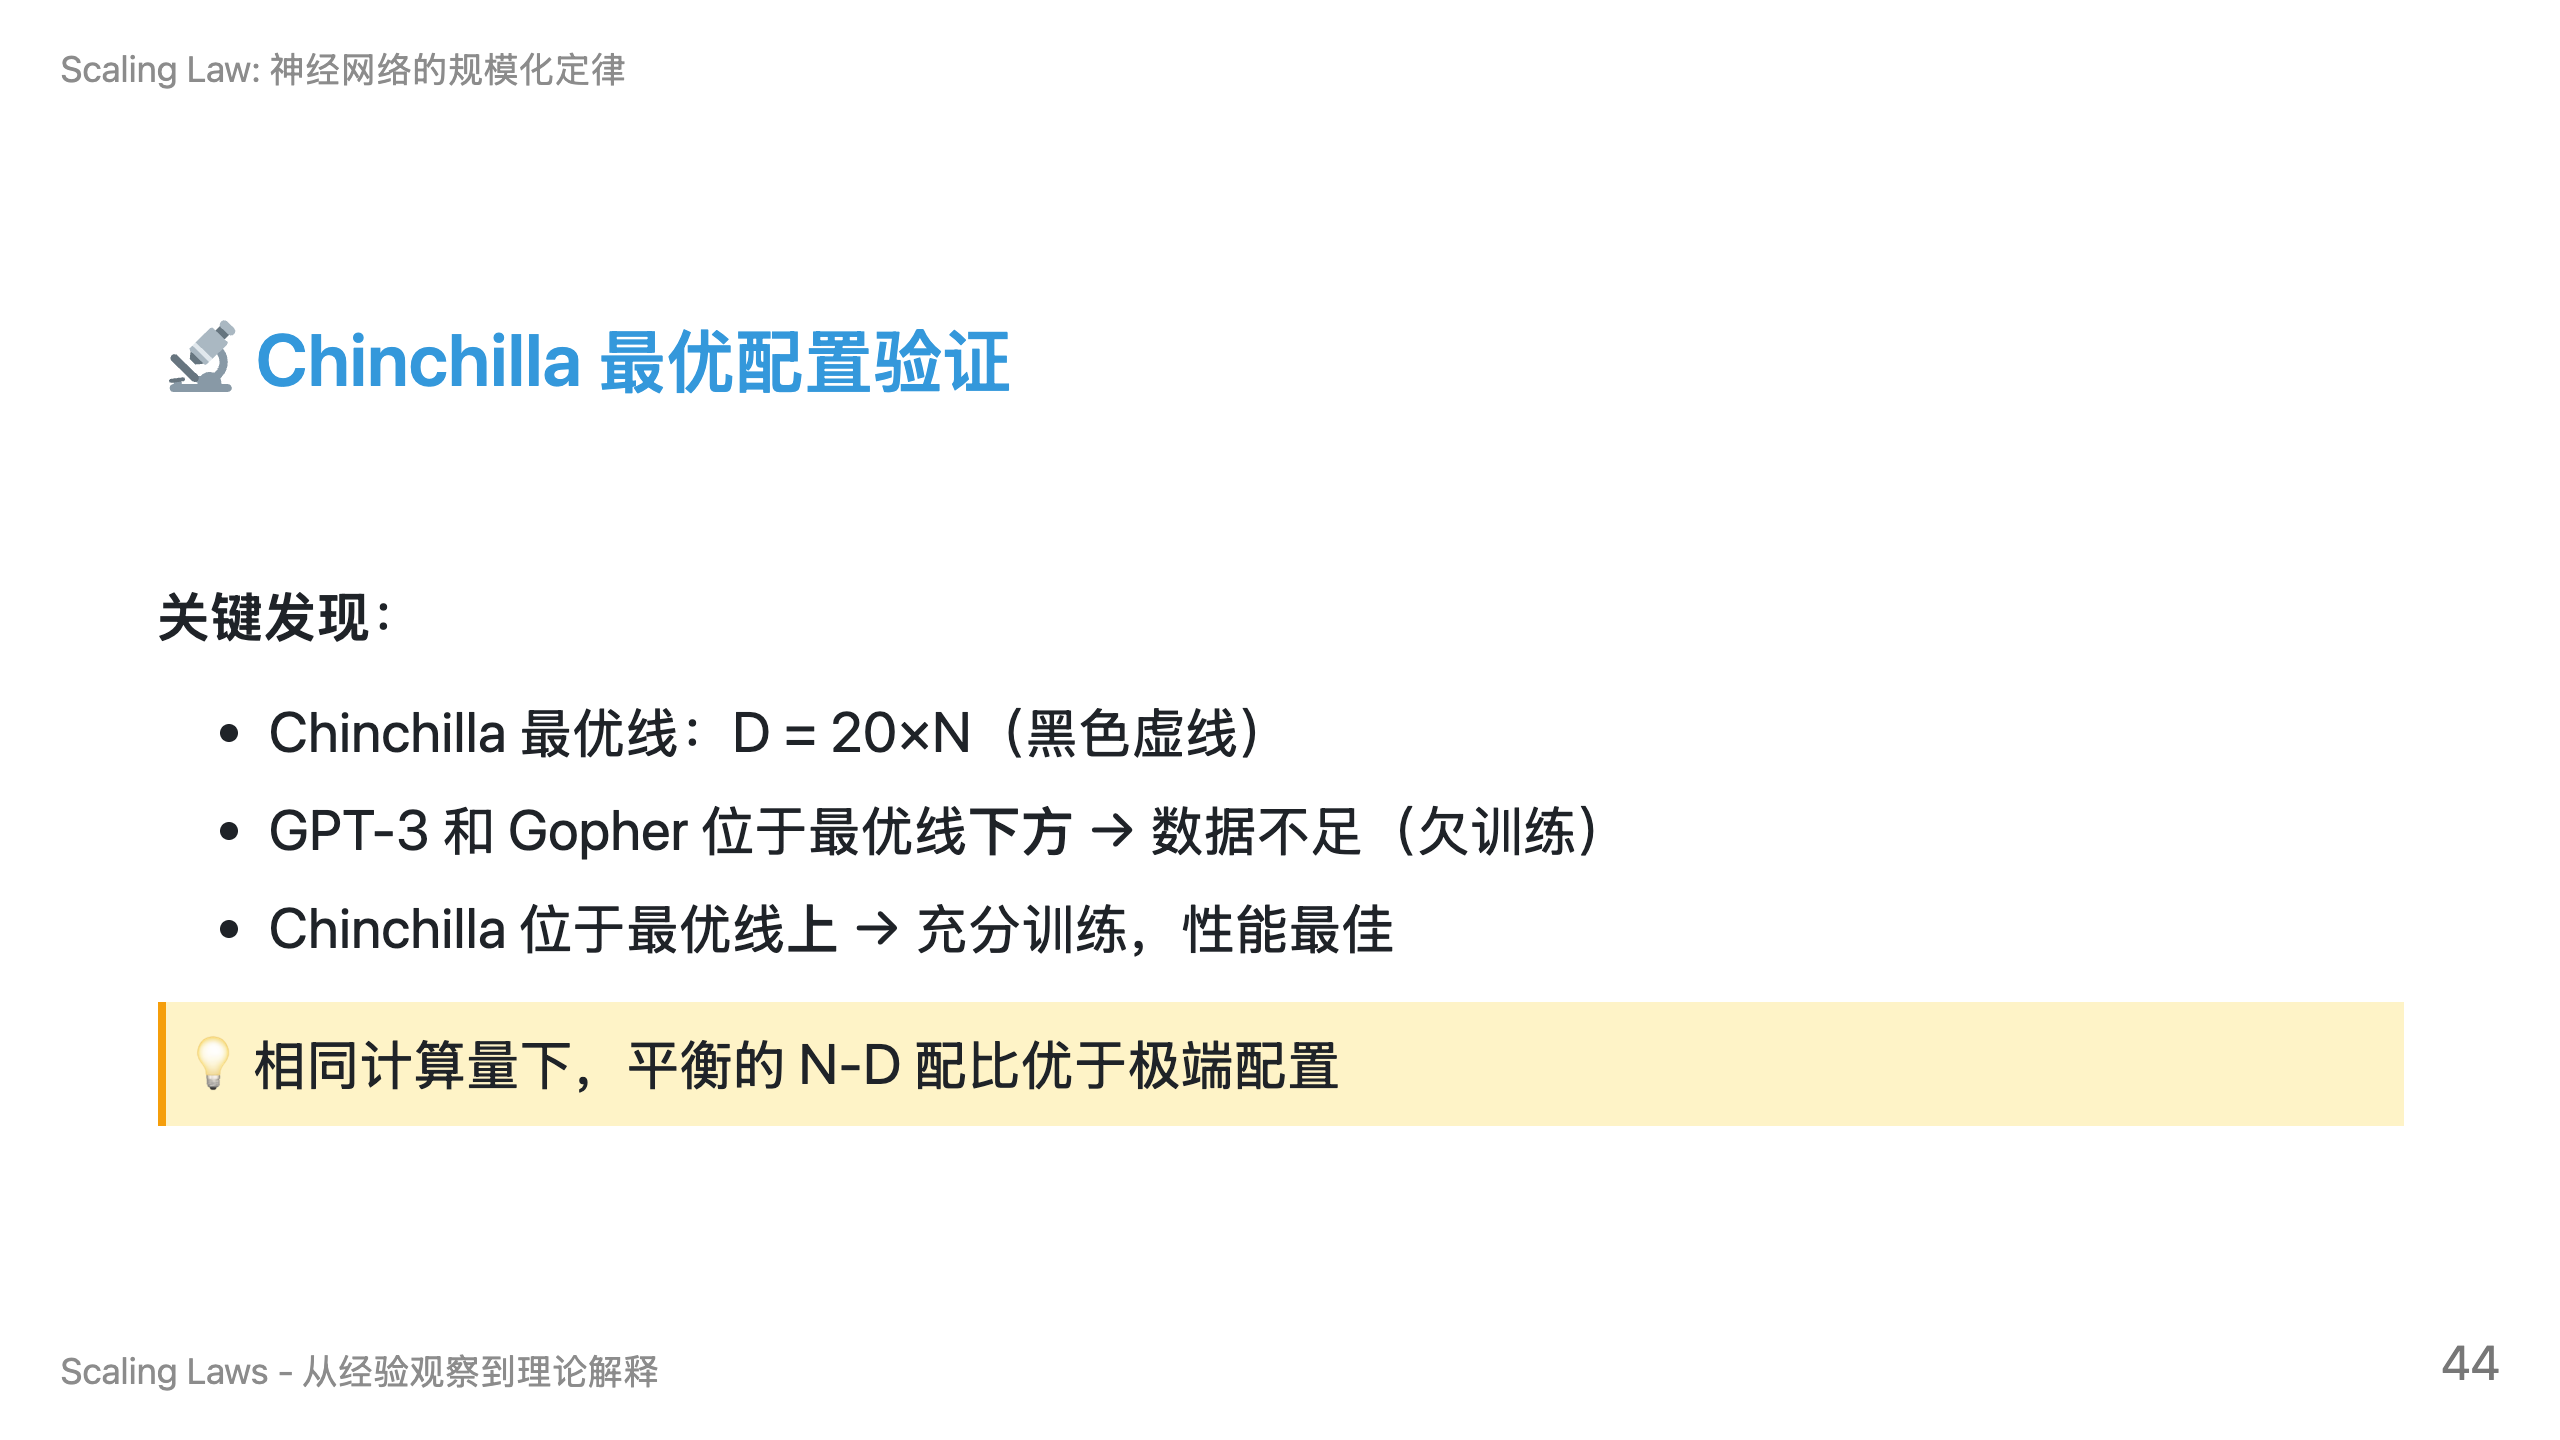 Scaling Law: 神经网络的规模化定律
🔬 Chinchilla 最优配置验证
关键发现：
• Chinchilla 最优线：D = 20×N（黑色虚线）
• GPT-3 和 Gopher 位于最优线下方 → 数据不足（欠训练）
• Chinchilla 位于最优线上 → 充分训练，性能最佳
💡 相同计算量下，平衡的 N-D 配比优于极端配置
Scaling Laws - 从经验观察到理论解释
44